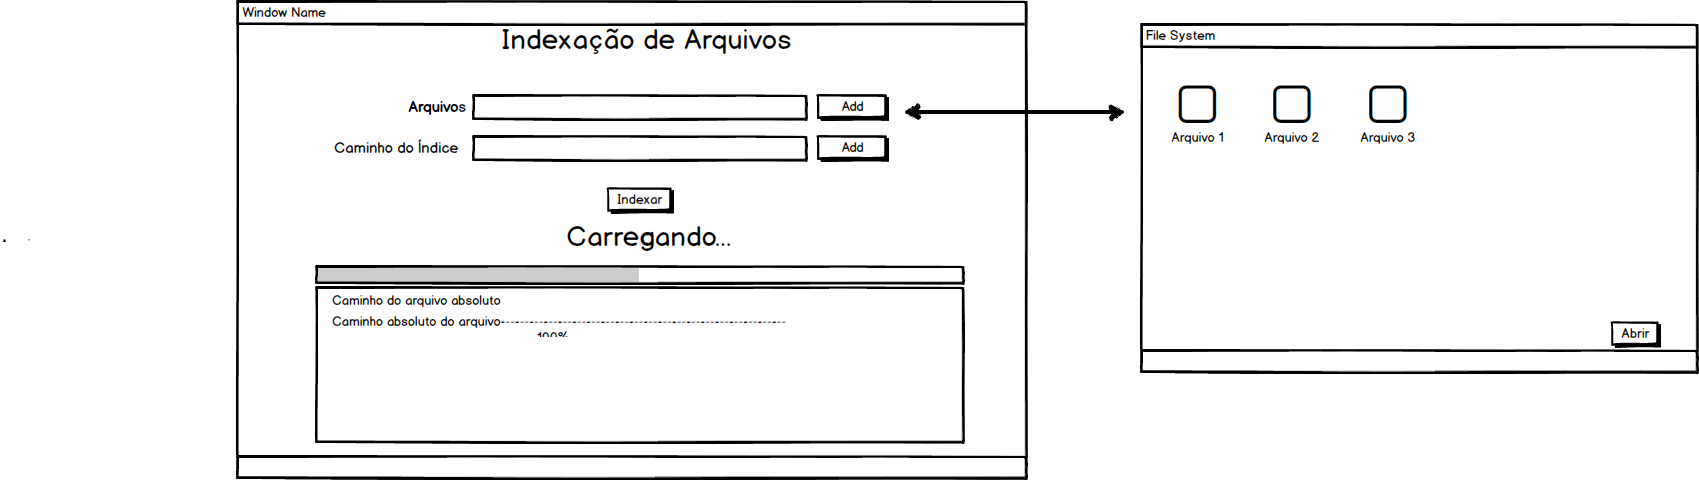 Window Name
Indexação de Arquivos
Arquivos
Add
Caminho do Índice
Add
Indexar
Carregando...
Caminho do arquivo absoluto
Caminho absoluto do arquivo-----------------------------------------------------------
100%
File System
Arquivo 1
Arquivo 2
Arquivo 3
Abrir